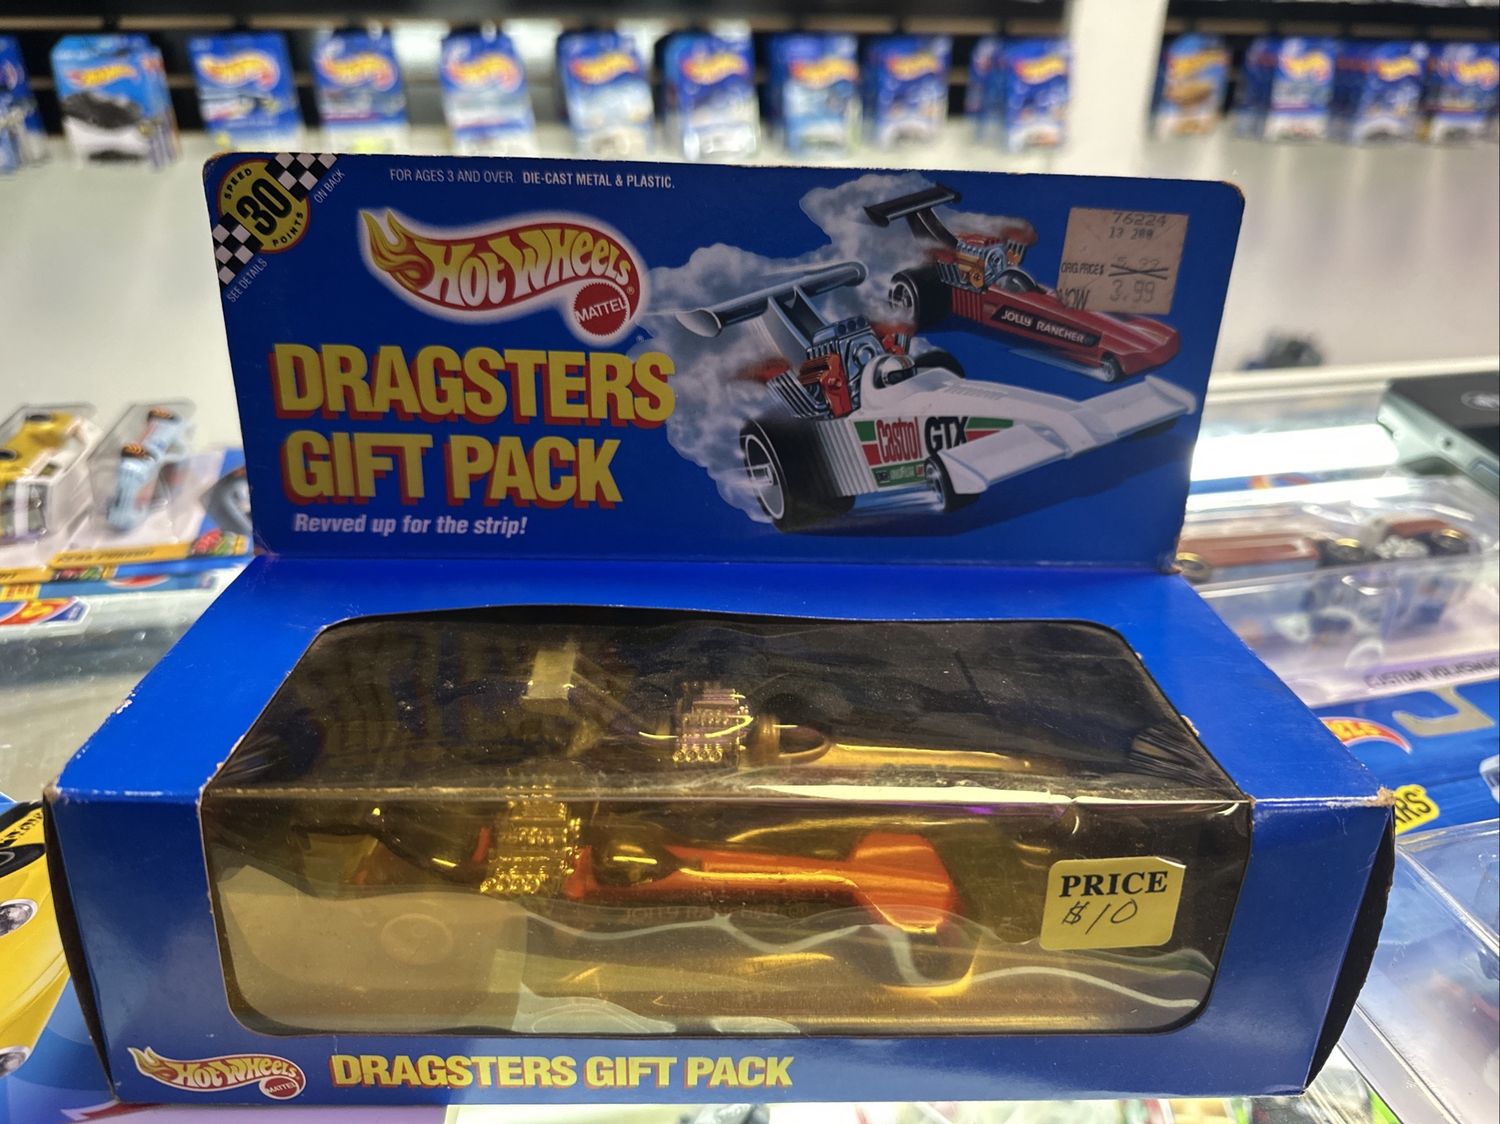 SPEED
30
POINTS
SEE DETAILS
ON BACK
FOR AGES 3 AND OVER. DIE-CAST METAL & PLASTIC.
HOT WHEELS®
MATTEL
DRAGSTERS
GIFT PACK
Revved up for the strip!
JOLLY RANCHER
Castrol GTX
76224
ORIG.PRICE$
NOW 3.99
PRICE
$10
HOT WHEELS
MATTEL
DRAGSTERS GIFT PACK